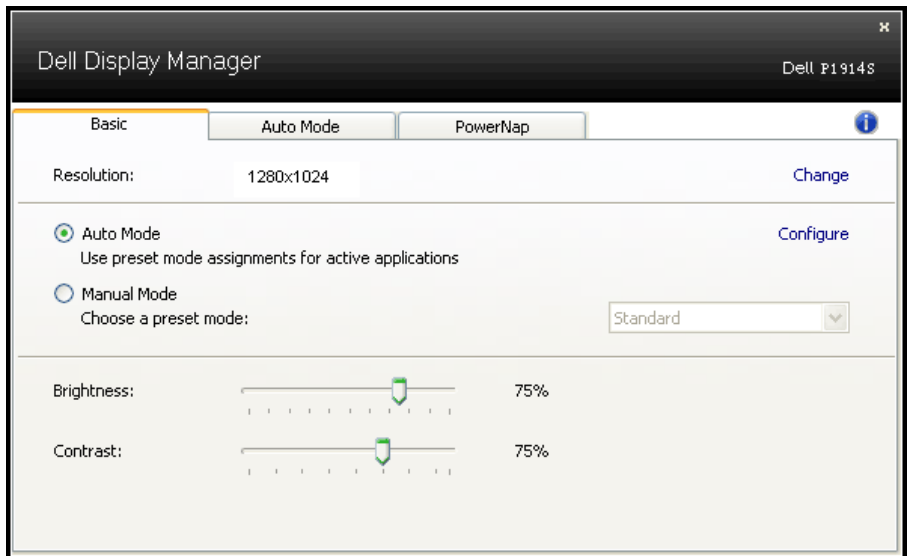 x
Dell Display Manager
Dell P1914S
Basic
Auto Mode
PowerNap
i
Resolution:
1280x1024
Change
Auto Mode
Configure
Use preset mode assignments for active applications
Manual Mode
Choose a preset mode:
Standard
Brightness:
75%
Contrast:
75%